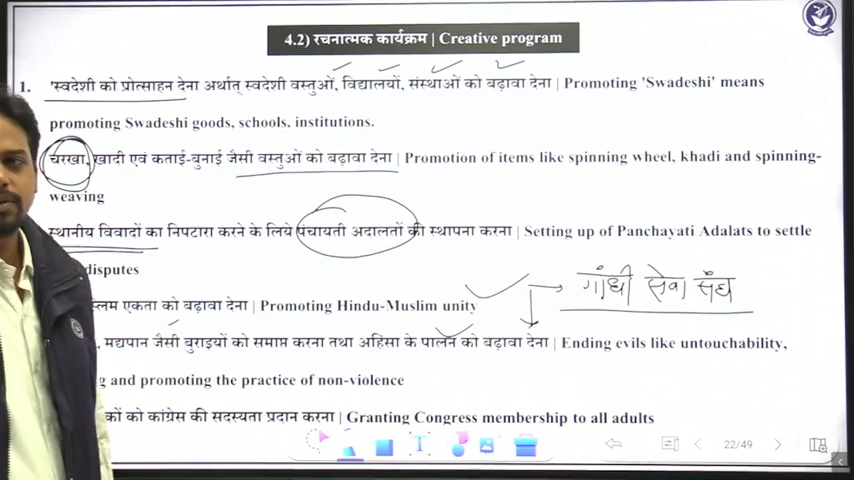 4.2) रचनात्मक कार्यक्रम | Creative program
1. 'स्वदेशी को प्रोत्साहन देना अर्थात् स्वदेशी वस्तुओं, विद्यालयों, संस्थाओं को बढ़ावा देना | Promoting 'Swadeshi' means
promoting Swadeshi goods, schools, institutions.
चरखा, खादी एवं कताई-बुनाई जैसी वस्तुओं को बढ़ावा देना | Promotion of items like spinning wheel, khadi and spinning-
weaving
स्थानीय विवादों का निपटारा करने के लिये पंचायती अदालतों की स्थापना करना | Setting up of Panchayati Adalats to settle
disputes
गांधी सेवा संघ
स्लिम एकता को बढ़ावा देना | Promoting Hindu-Muslim unity
, मद्यपान जैसी बुराइयों को समाप्त करना तथा अहिंसा के पालन को बढ़ावा देना | Ending evils like untouchability,
g and promoting the practice of non-violence
कों को कांग्रेस की सदस्यता प्रदान करना | Granting Congress membership to all adults
22/49